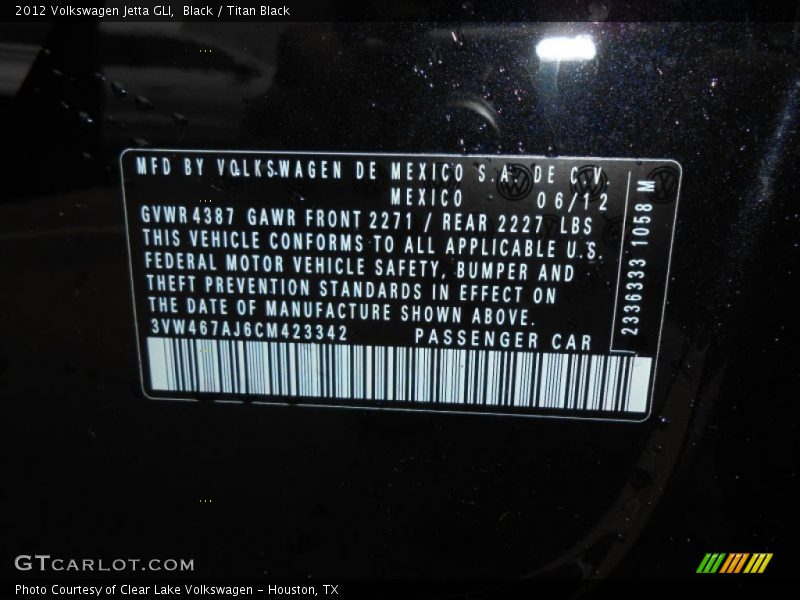 2012 Volkswagen Jetta GLI, Black / Titan Black
MFD BY VOLKSWAGEN DE MEXICO S.A. DE C.V.
MEXICO 06/12
GVWR 4387 GAWR FRONT 2271 / REAR 2227 LBS
THIS VEHICLE CONFORMS TO ALL APPLICABLE U.S.
FEDERAL MOTOR VEHICLE SAFETY, BUMPER AND
THEFT PREVENTION STANDARDS IN EFFECT ON
THE DATE OF MANUFACTURE SHOWN ABOVE.
3VW467AJ6CM423342 PASSENGER CAR
2336333 1058 M
GTCARLOT.COM
Photo Courtesy of Clear Lake Volkswagen - Houston, TX